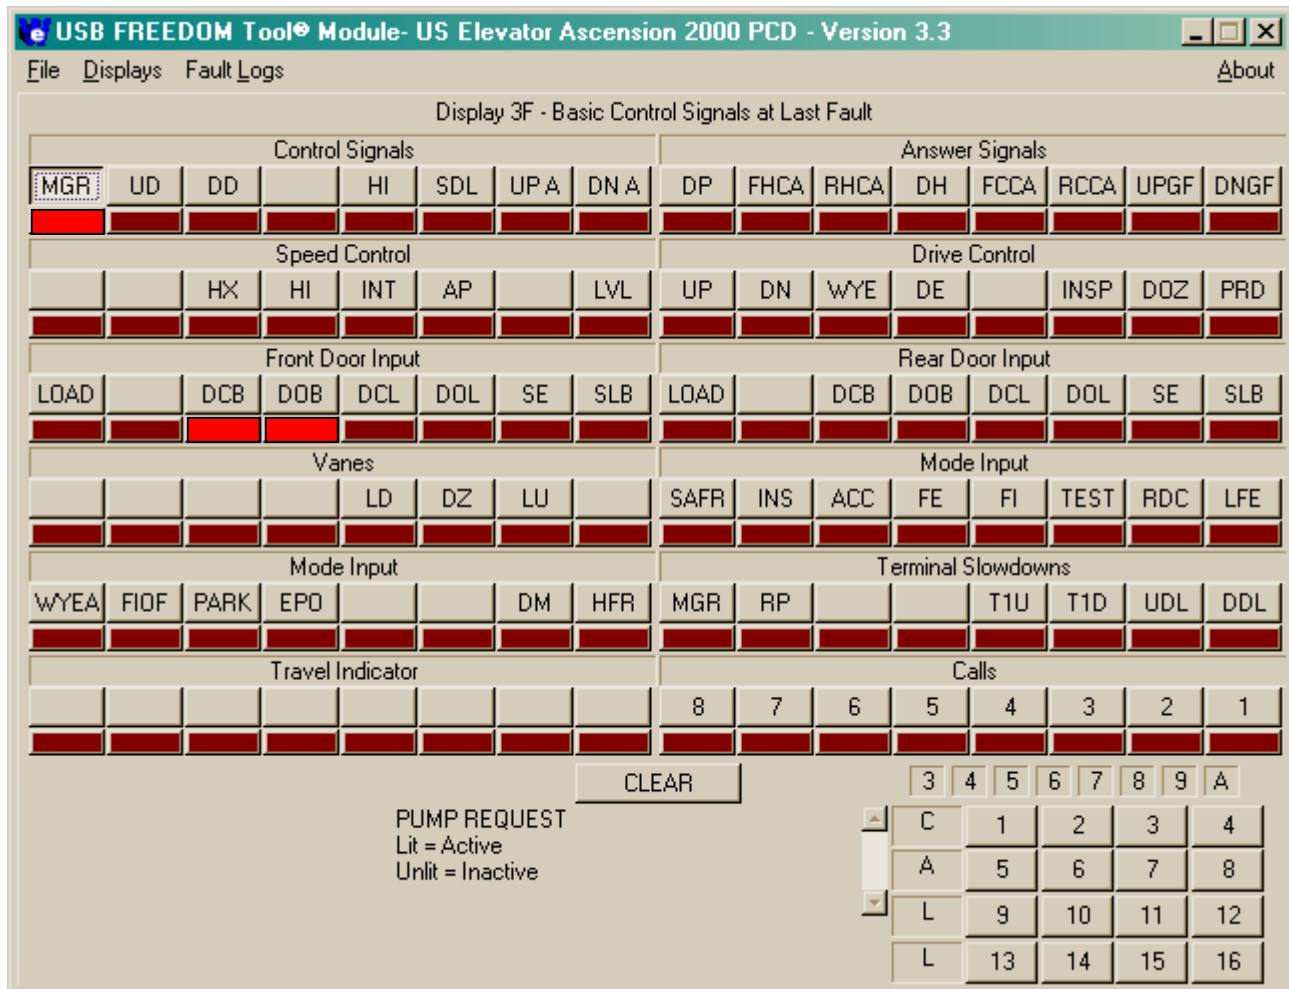 USB FREEDOM Tool® Module- US Elevator Ascension 2000 PCD - Version 3.3
File Displays Fault Logs About
Display 3F - Basic Control Signals at Last Fault
Control Signals Answer Signals
MGR UD DD HI SDL UP A DN A DP FHCA RHCA DH FCCA RCCA UPGF DNGF
Speed Control Drive Control
HX HI INT AP LVL UP DN WYE DE INSP DOZ PRD
Front Door Input Rear Door Input
LOAD DCB DOB DCL DOL SE SLB LOAD DCB DOB DCL DOL SE SLB
Vanes Mode Input
LD DZ LU SAFR INS ACC FE FI TEST RDC LFE
Mode Input Terminal Slowdowns
WYEA FIOF PARK EPO DM HFR MGR RP T1U T1D UDL DDL
Travel Indicator Calls
8 7 6 5 4 3 2 1
CLEAR 3 4 5 6 7 8 9 A
PUMP REQUEST
Lit = Active
Unlit = Inactive
C 1 2 3 4
A 5 6 7 8
L 9 10 11 12
L 13 14 15 16